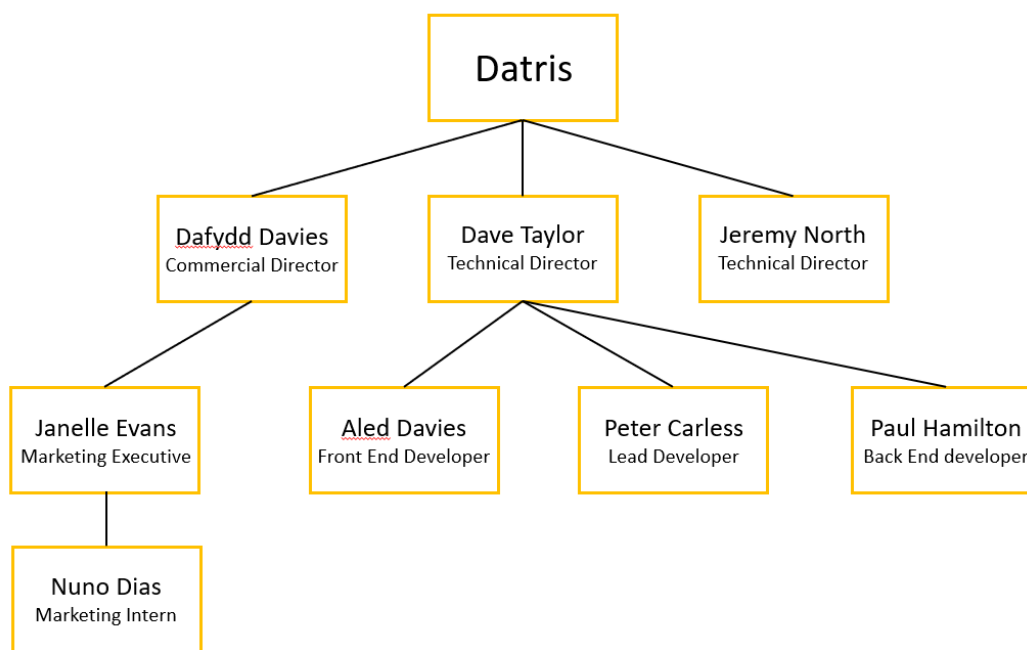 Datris
Dafydd Davies
Commercial Director
Dave Taylor
Technical Director
Jeremy North
Technical Director
Janelle Evans
Marketing Executive
Aled Davies
Front End Developer
Peter Carless
Lead Developer
Paul Hamilton
Back End developer
Nuno Dias
Marketing Intern